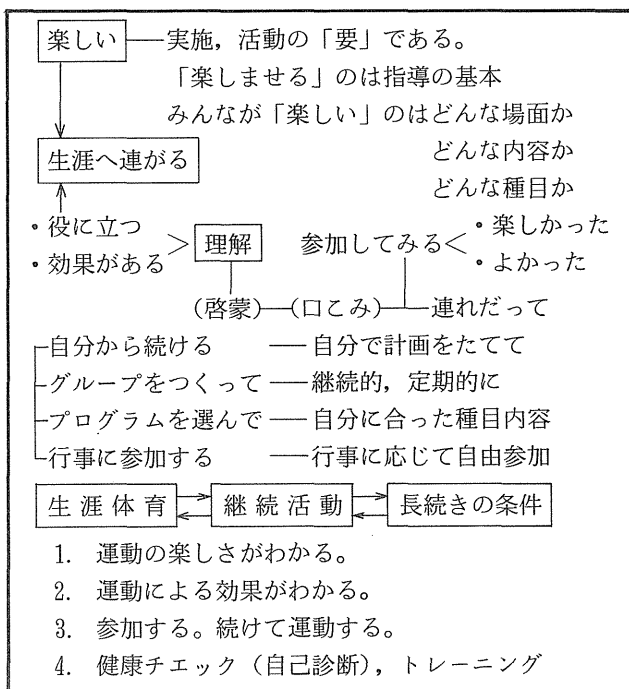 楽しい──実施，活動の「要」である。
「楽しませる」のは指導の基本
みんなが「楽しい」のはどんな場面か
生涯へ連がる
どんな内容か
どんな種目か
・役に立つ
・効果がある
> 理解
参加してみる<
・楽しかった
・よかった
(啓蒙)─(口こみ)──連れだって
自分から続ける──自分で計画をたてて
グループをつくって──継続的，定期的に
プログラムを選んで──自分に合った種目内容
行事に参加する──行事に応じて自由参加
生涯体育 継続活動 長続きの条件
1. 運動の楽しさがわかる。
2. 運動による効果がわかる。
3. 参加する。続けて運動する。
4. 健康チェック（自己診断），トレーニング